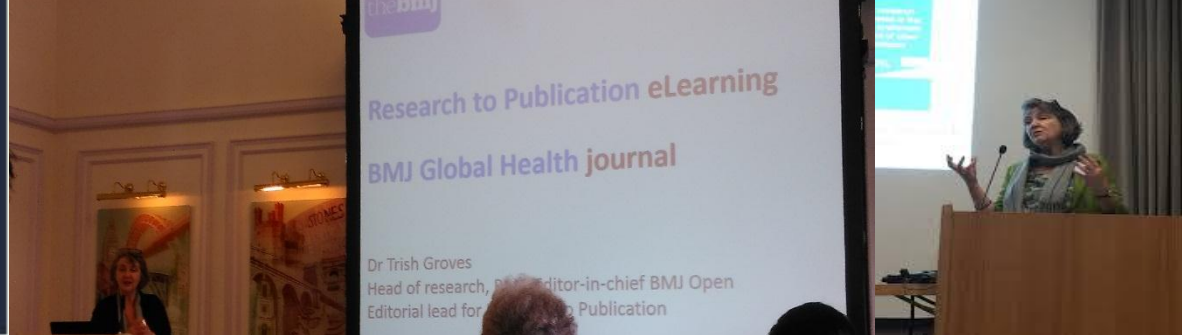 thebmj
Research to Publication eLearning
BMJ Global Health journal
Dr Trish Groves
Head of research, Editor-in-chief BMJ Open
Editorial lead for Publication
STONES